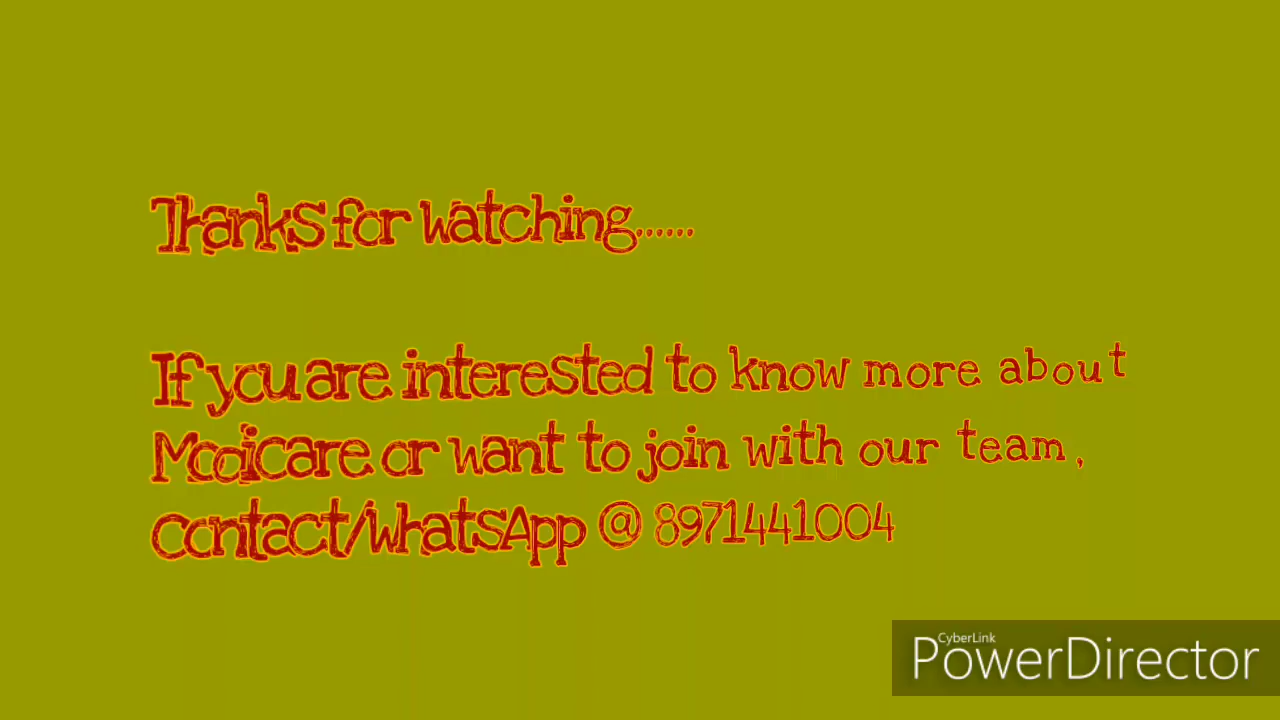 Thanks for watching......
If you are interested to know more about
Modicare or want to join with our team,
Contact/WhatsApp @ 8971441004
CyberLink
PowerDirector